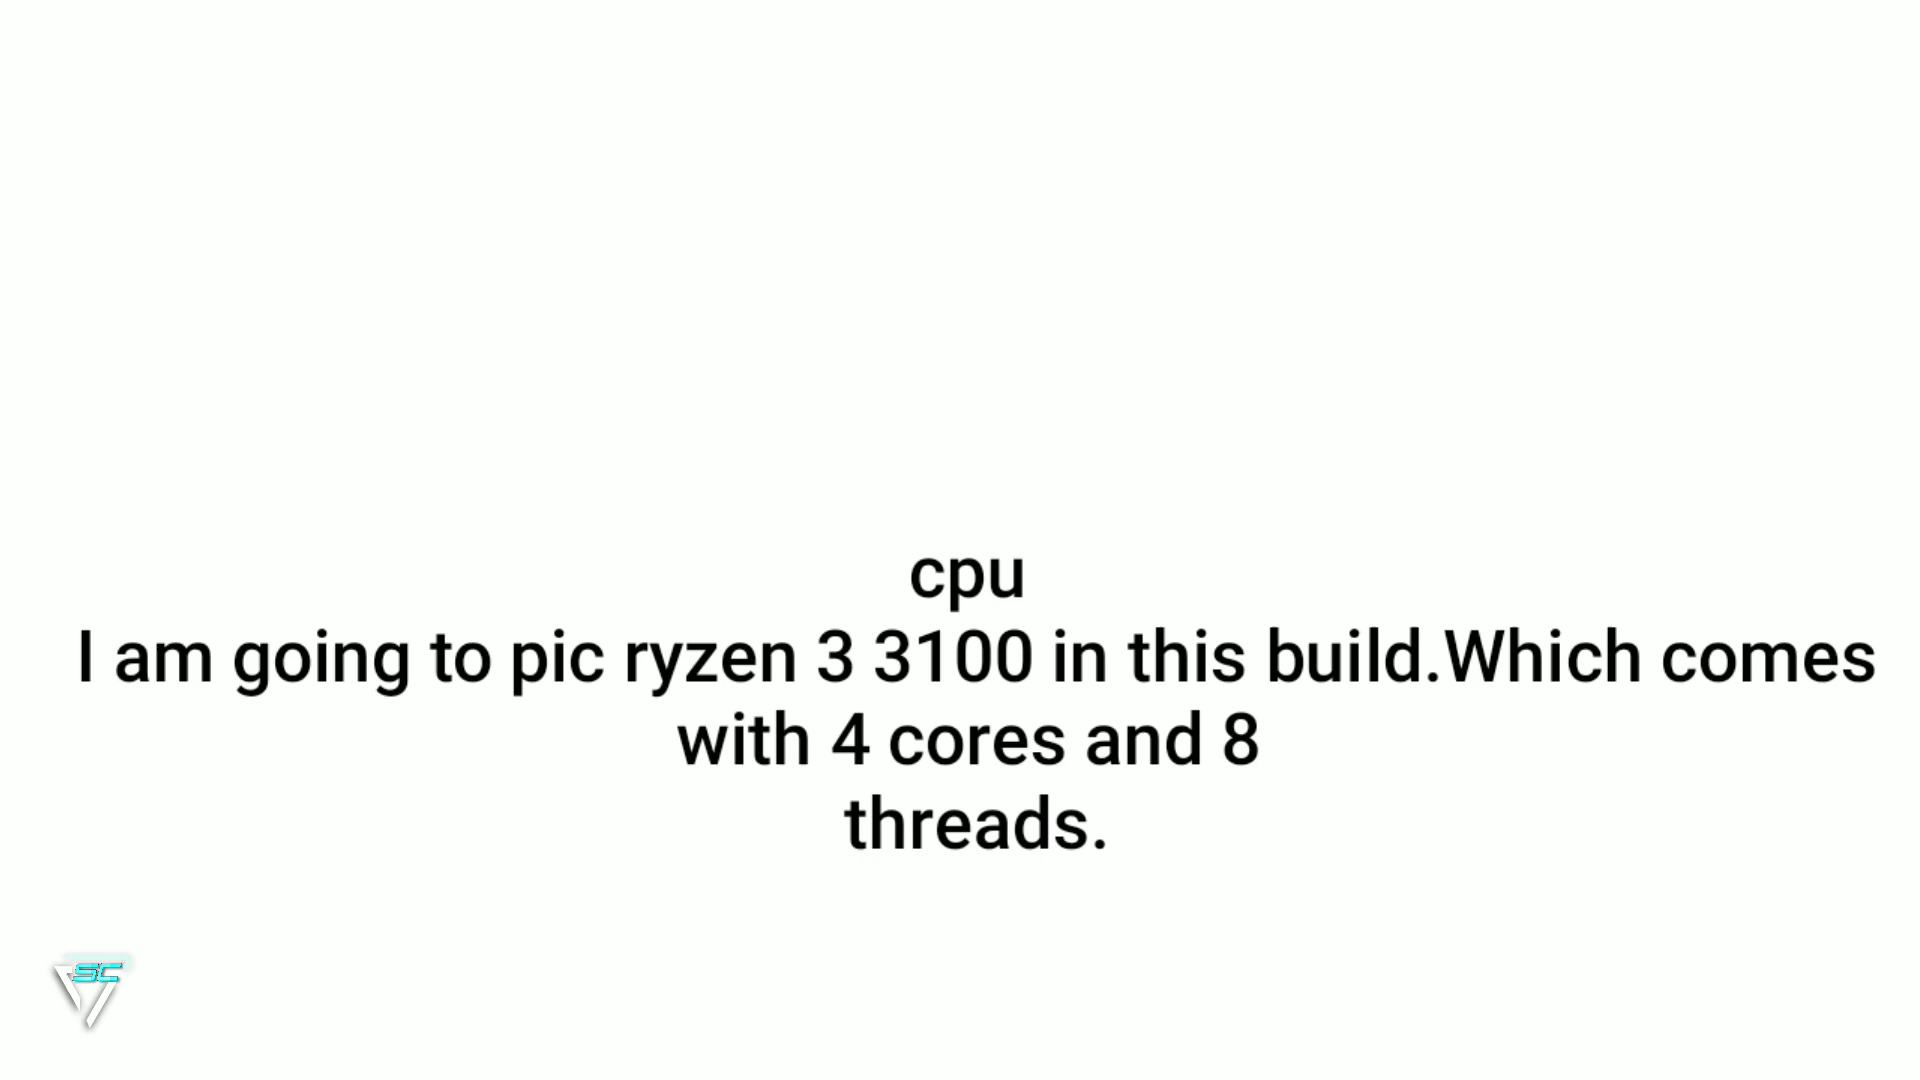 cpu
I am going to pic ryzen 3 3100 in this build.Which comes
with 4 cores and 8
threads.
SC